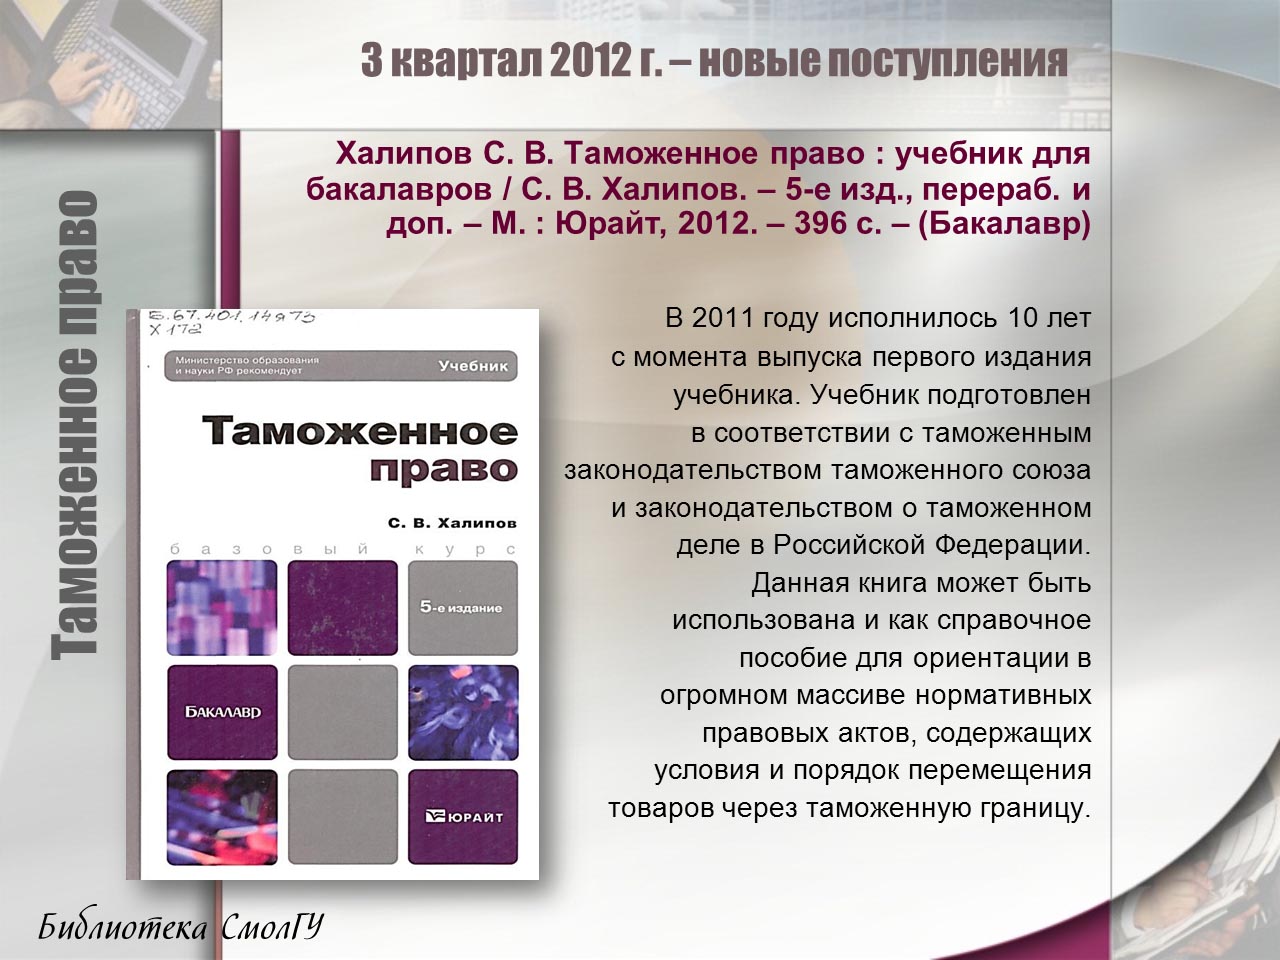 3 квартал 2012 г. – новые поступления
Таможенное право
Халипов С. В. Таможенное право : учебник для
бакалавров / С. В. Халипов. – 5-е изд., перераб. и
доп. – М. : Юрайт, 2012. – 396 с. – (Бакалавр)
Б.67.401.14я73
Х172
Министерство образования
и науки РФ рекомендует
Учебник
Таможенное
право
С. В. Халипов
базовый курс
5-е издание
Бакалавр
ЮРАЙТ
В 2011 году исполнилось 10 лет
с момента выпуска первого издания
учебника. Учебник подготовлен
в соответствии с таможенным
законодательством таможенного союза
и законодательством о таможенном
деле в Российской Федерации.
Данная книга может быть
использована и как справочное
пособие для ориентации в
огромном массиве нормативных
правовых актов, содержащих
условия и порядок перемещения
товаров через таможенную границу.
Библиотека СмолГУ